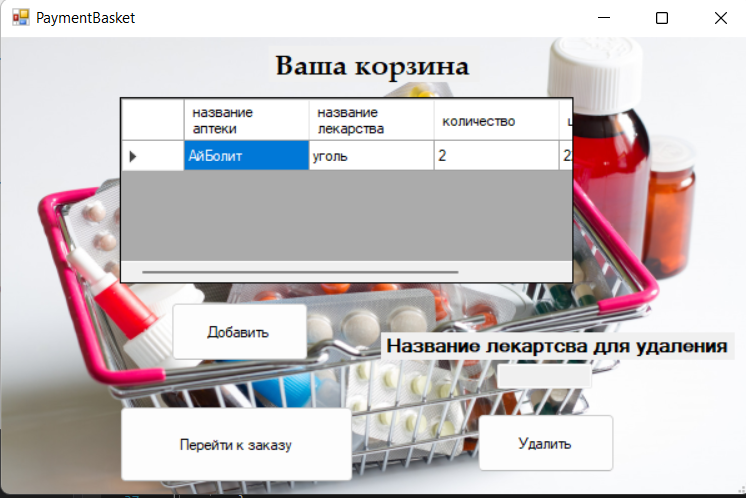 PaymentBasket
Ваша корзина
название аптеки
название лекарства
количество
АйБолит
уголь
2
Добавить
Название лекартсва для удаления
Перейти к заказу
Удалить